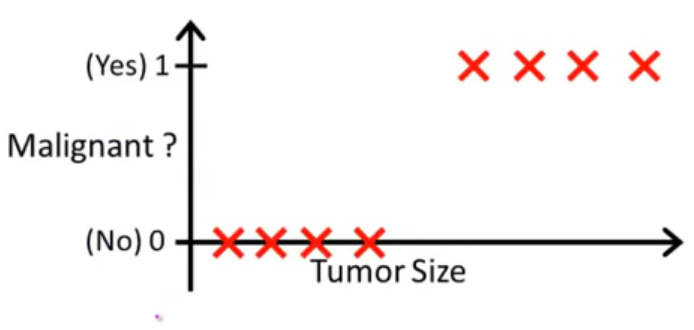 (Yes) 1
Malignant ?
(No) 0
Tumor Size